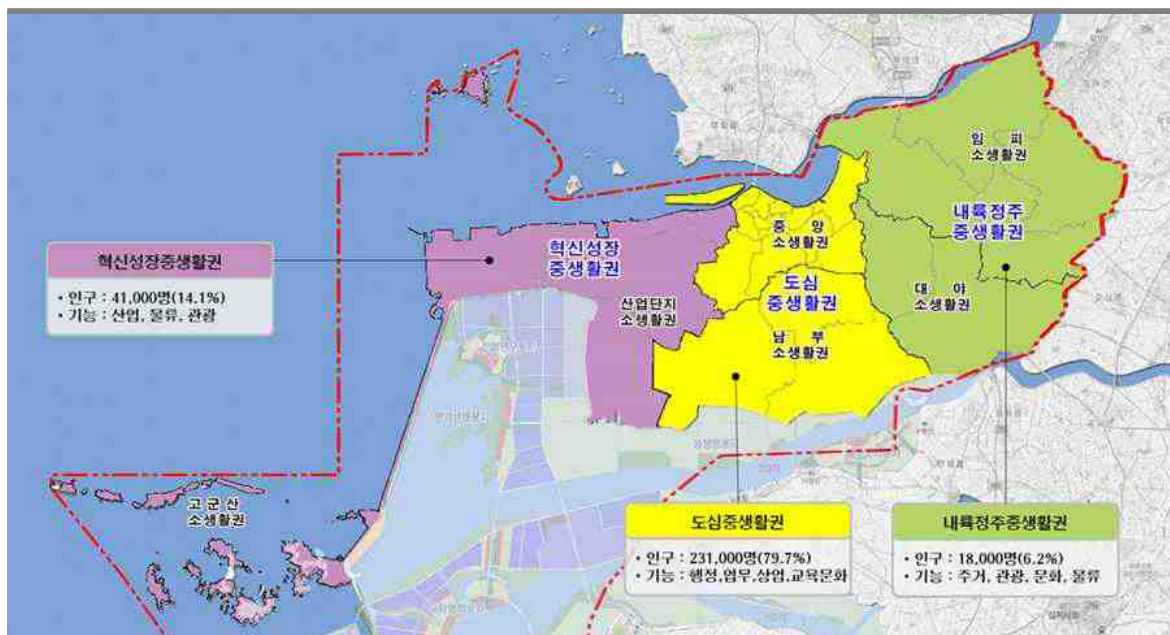 임 피
소생활권
내륙정주
중생활권
중 앙
소생활권
혁신성장
중생활권
혁신성장중생활권
• 인구 : 41,000명(14.1%)
• 기능 : 산업, 물류, 관광
도심
중생활권
대 야
소생활권
산업단지
소생활권
남 부
소생활권
고 군 산
소생활권
도심중생활권
• 인구 : 231,000명(79.7%)
• 기능 : 행정,업무,상업,교육문화
내륙정주중생활권
• 인구 : 18,000명(6.2%)
• 기능 : 주거, 관광, 문화, 물류